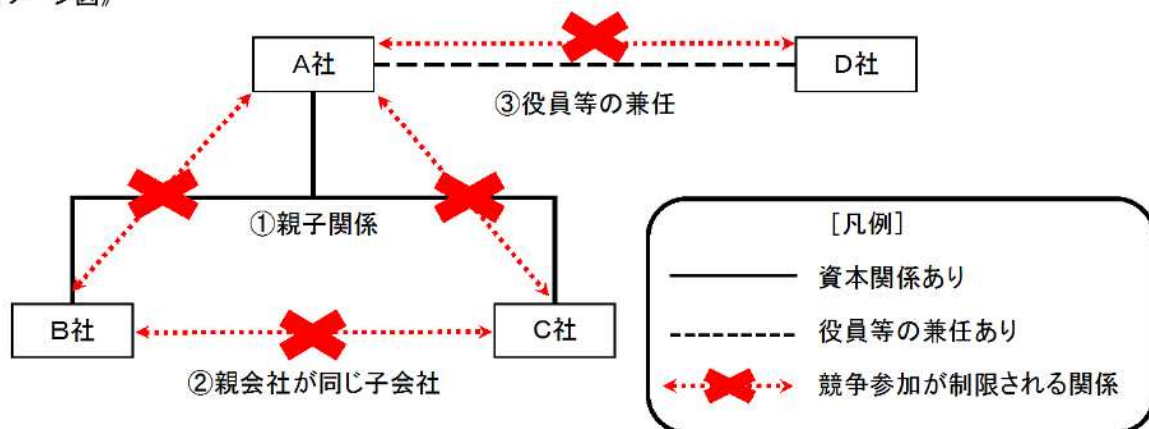 ージ図》
A社
D社
③役員等の兼任
①親子関係
B社
C社
②親会社が同じ子会社
［凡例］
資本関係あり
役員等の兼任あり
競争参加が制限される関係